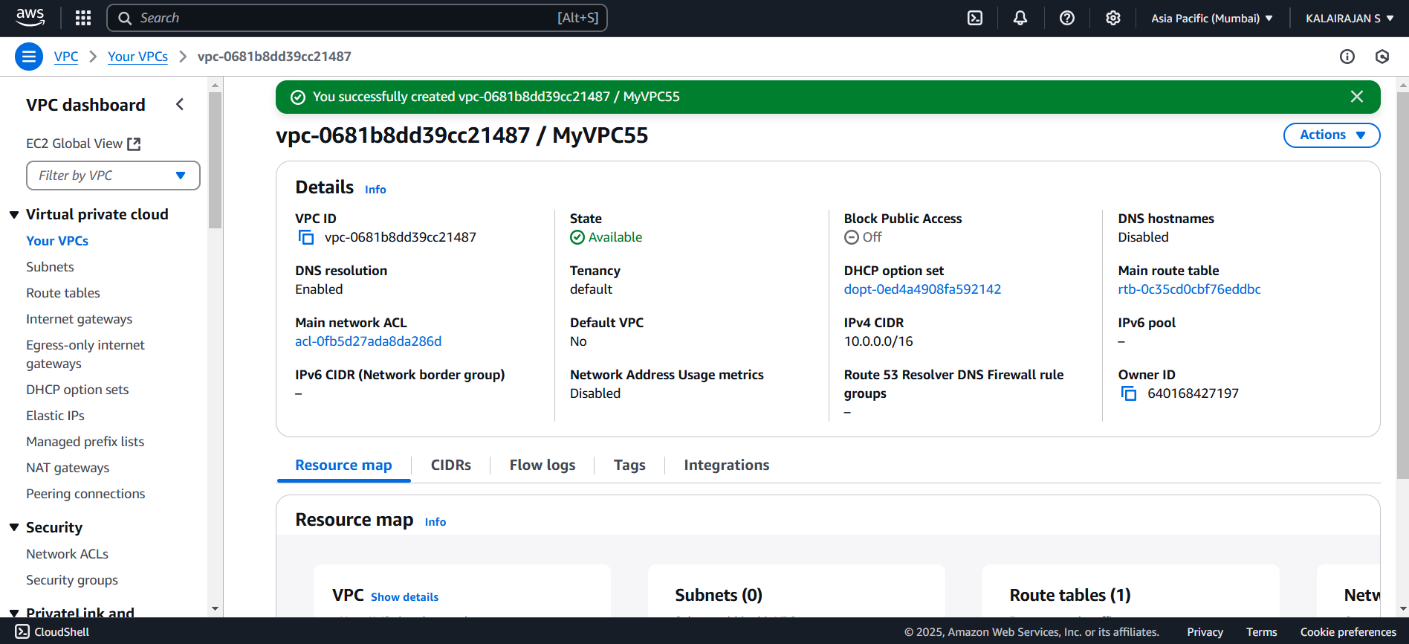 aws
Search
[Alt+S]
Asia Pacific (Mumbai)
KALAIRAJAN S
VPC
Your VPCs
vpc-0681b8dd39cc21487
VPC dashboard
EC2 Global View
Filter by VPC
Virtual private cloud
Your VPCs
Subnets
Route tables
Internet gateways
Egress-only internet
gateways
DHCP option sets
Elastic IPs
Managed prefix lists
NAT gateways
Peering connections
Security
Network ACLs
Security groups
PrivateLink and
You successfully created vpc-0681b8dd39cc21487 / MyVPC55
vpc-0681b8dd39cc21487 / MyVPC55
Actions
Details Info
VPC ID
vpc-0681b8dd39cc21487
State
Available
Block Public Access
Off
DNS hostnames
Disabled
DNS resolution
Enabled
Tenancy
default
DHCP option set
dopt-0ed4a4908fa592142
Main route table
rtb-0c35cd0cbf76eddbc
Main network ACL
acl-0fb5d27ada8da286d
Default VPC
No
IPv4 CIDR
10.0.0.0/16
IPv6 pool
–
IPv6 CIDR (Network border group)
–
Network Address Usage metrics
Disabled
Route 53 Resolver DNS Firewall rule
groups
–
Owner ID
640168427197
Resource map
CIDRs
Flow logs
Tags
Integrations
Resource map Info
VPC Show details
Subnets (0)
Route tables (1)
CloudShell
© 2025, Amazon Web Services, Inc. or its affiliates.
Privacy
Terms
Cookie preferences